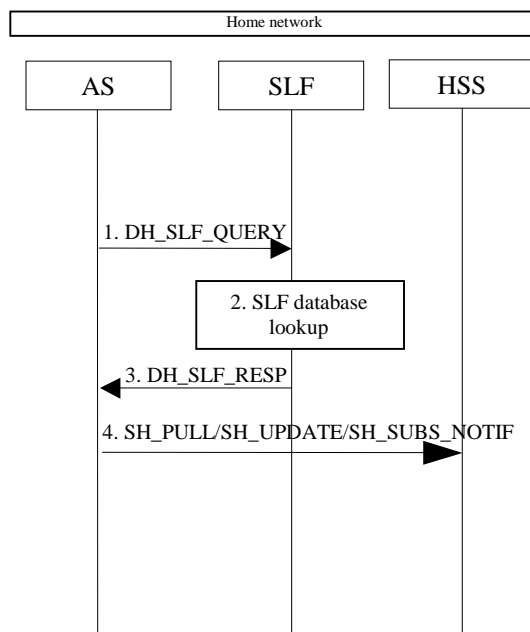 Home network
AS
SLF
HSS
1. DH_SLF_QUERY
2. SLF database
lookup
3. DH_SLF_RESP
4. SH_PULL/SH_UPDATE/SH_SUBS_NOTIF